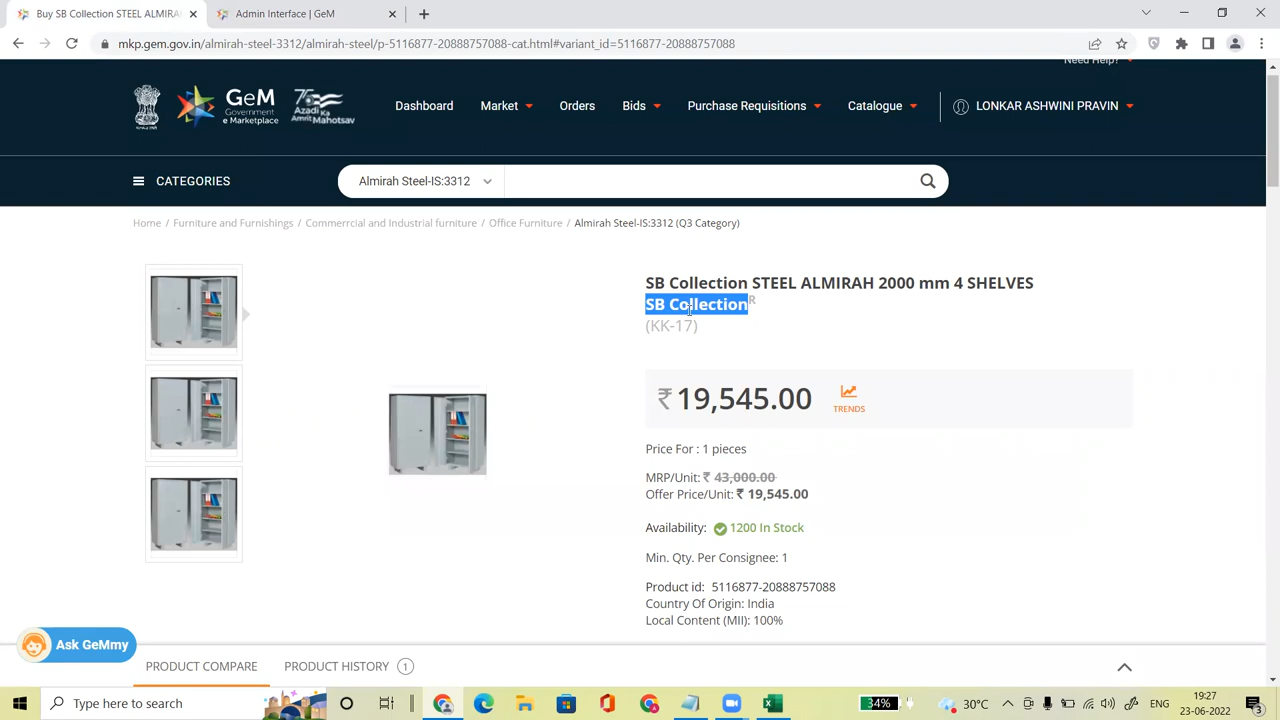 Buy SB Collection STEEL ALMIRA
Admin Interface | GeM
mkp.gem.gov.in/almirah-steel-3312/almirah-steel/p-5116877-20888757088-cat.html#variant_id=5116877-20888757088
Need Help?
GeM
Government
e Marketplace
Azadi Ka
Amrit Mahotsav
Dashboard
Market
Orders
Bids
Purchase Requisitions
Catalogue
LONKAR ASHWINI PRAVIN
CATEGORIES
Almirah Steel-IS:3312
Home / Furniture and Furnishings / Commerrcial and Industrial furniture / Office Furniture / Almirah Steel-IS:3312 (Q3 Category)
SB Collection STEEL ALMIRAH 2000 mm 4 SHELVES
SB Collection R
(KK-17)
₹ 19,545.00
TRENDS
Price For : 1 pieces
MRP/Unit: ₹ 43,000.00
Offer Price/Unit: ₹ 19,545.00
Availability: 1200 In Stock
Min. Qty. Per Consignee: 1
Product id: 5116877-20888757088
Country Of Origin: India
Local Content (MII): 100%
Ask GeMmy
PRODUCT COMPARE
PRODUCT HISTORY 1
Type here to search
34%
30°C
ENG
19:27
23-06-2022
3